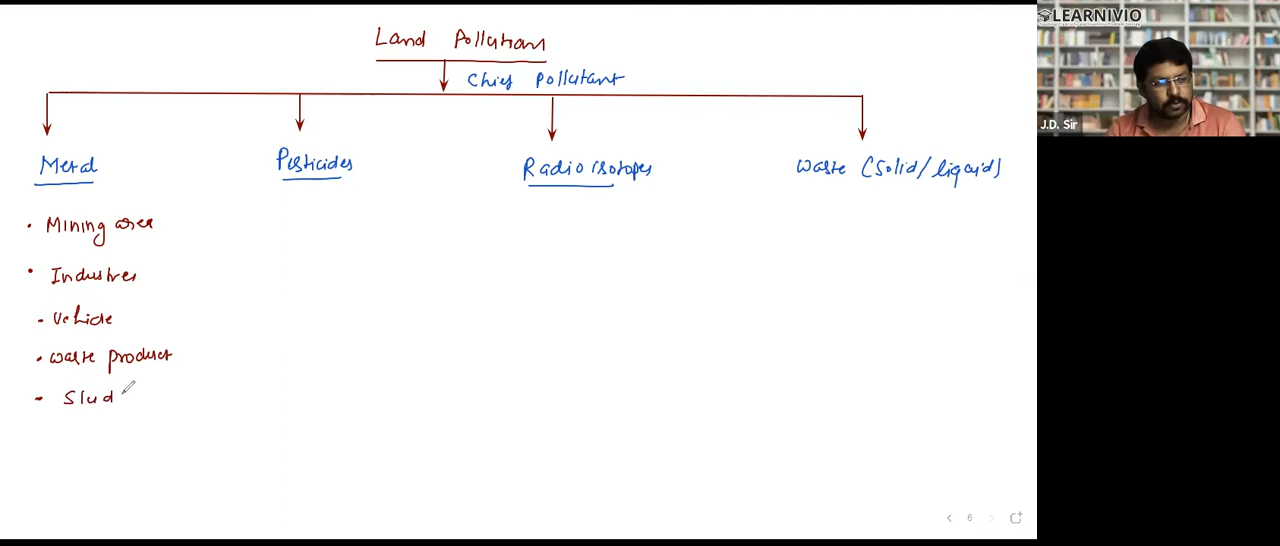 Land Pollution
Chief Pollutant
Metal
Pesticides
Radio isotopes
Waste (Solid/liquid)
• Mining area
• Industries
• Vehicle
• Waste product
• Slud
LEARNIVIO
J.D. Sir
6